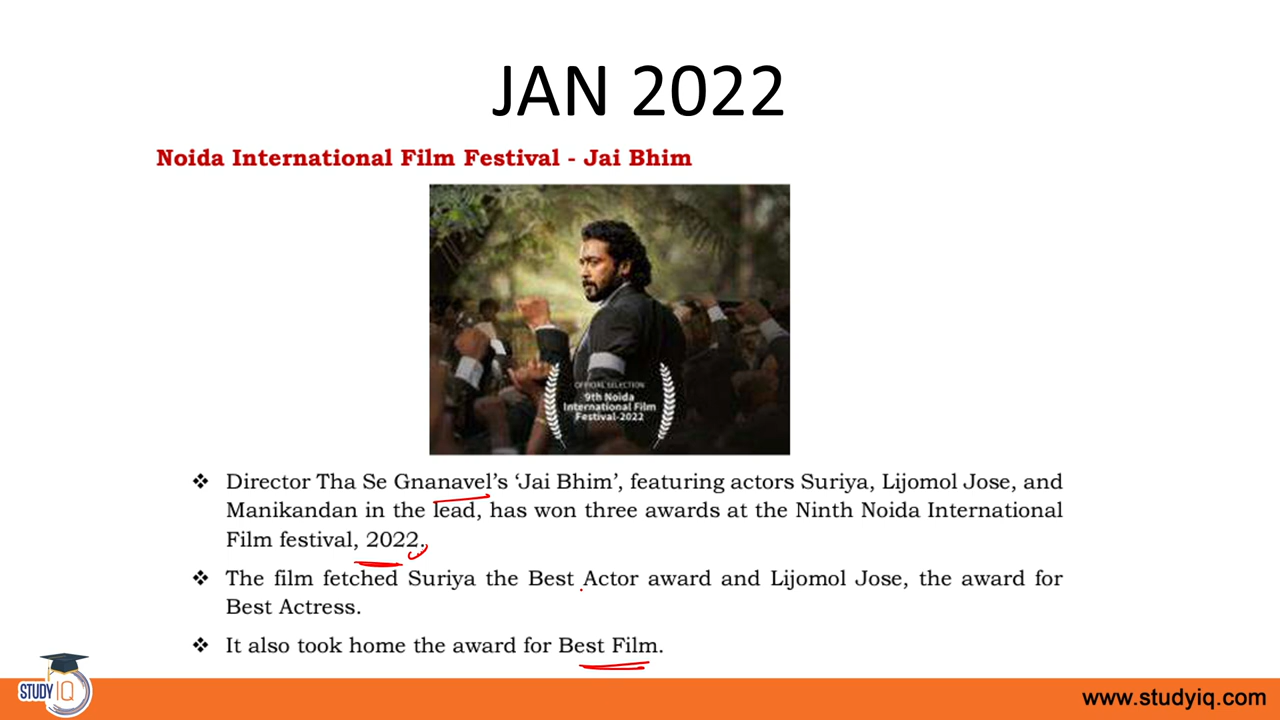 JAN 2022
Noida International Film Festival - Jai Bhim
OFFICIAL SELECTION
9th Noida
International Film
Festival-2022
❖ Director Tha Se Gnanavel’s ‘Jai Bhim’, featuring actors Suriya, Lijomol Jose, and
Manikandan in the lead, has won three awards at the Ninth Noida International
Film festival, 2022.
❖ The film fetched Suriya the Best Actor award and Lijomol Jose, the award for
Best Actress.
❖ It also took home the award for Best Film.
STUDY IQ
www.studyiq.com